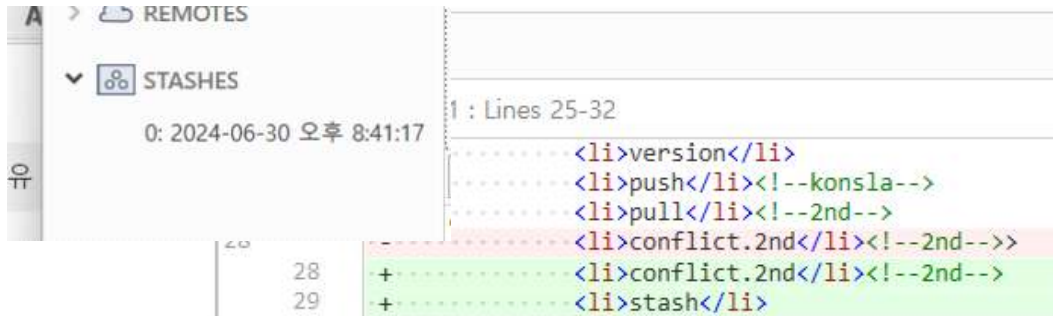 REMOTES
STASHES
0: 2024-06-30 오후 8:41:17
유
1 : Lines 25-32
<li>version</li>
<li>push</li><!--konsla-->
<li>pull</li><!--2nd-->
28 - <li>conflict.2nd</li><!--2nd-->>
28 + <li>conflict.2nd</li><!--2nd-->
29 + <li>stash</li>